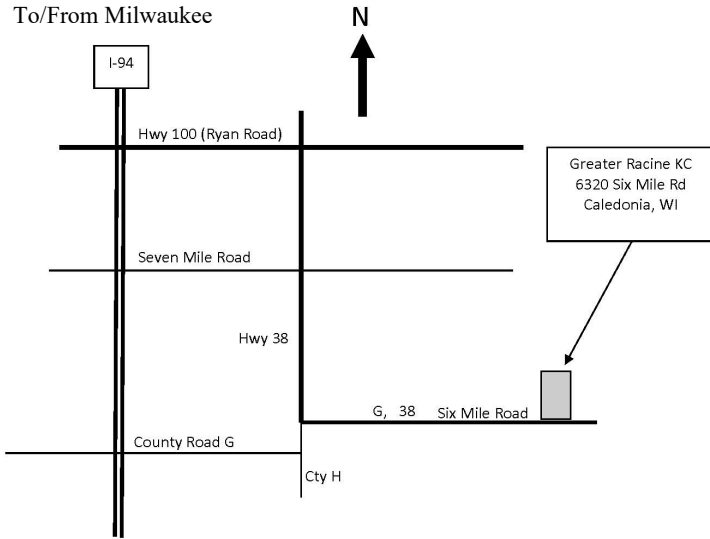 To/From Milwaukee
N
I-94
Hwy 100 (Ryan Road)
Greater Racine KC
6320 Six Mile Rd
Caledonia, WI
Seven Mile Road
Hwy 38
G, 38 Six Mile Road
County Road G
Cty H